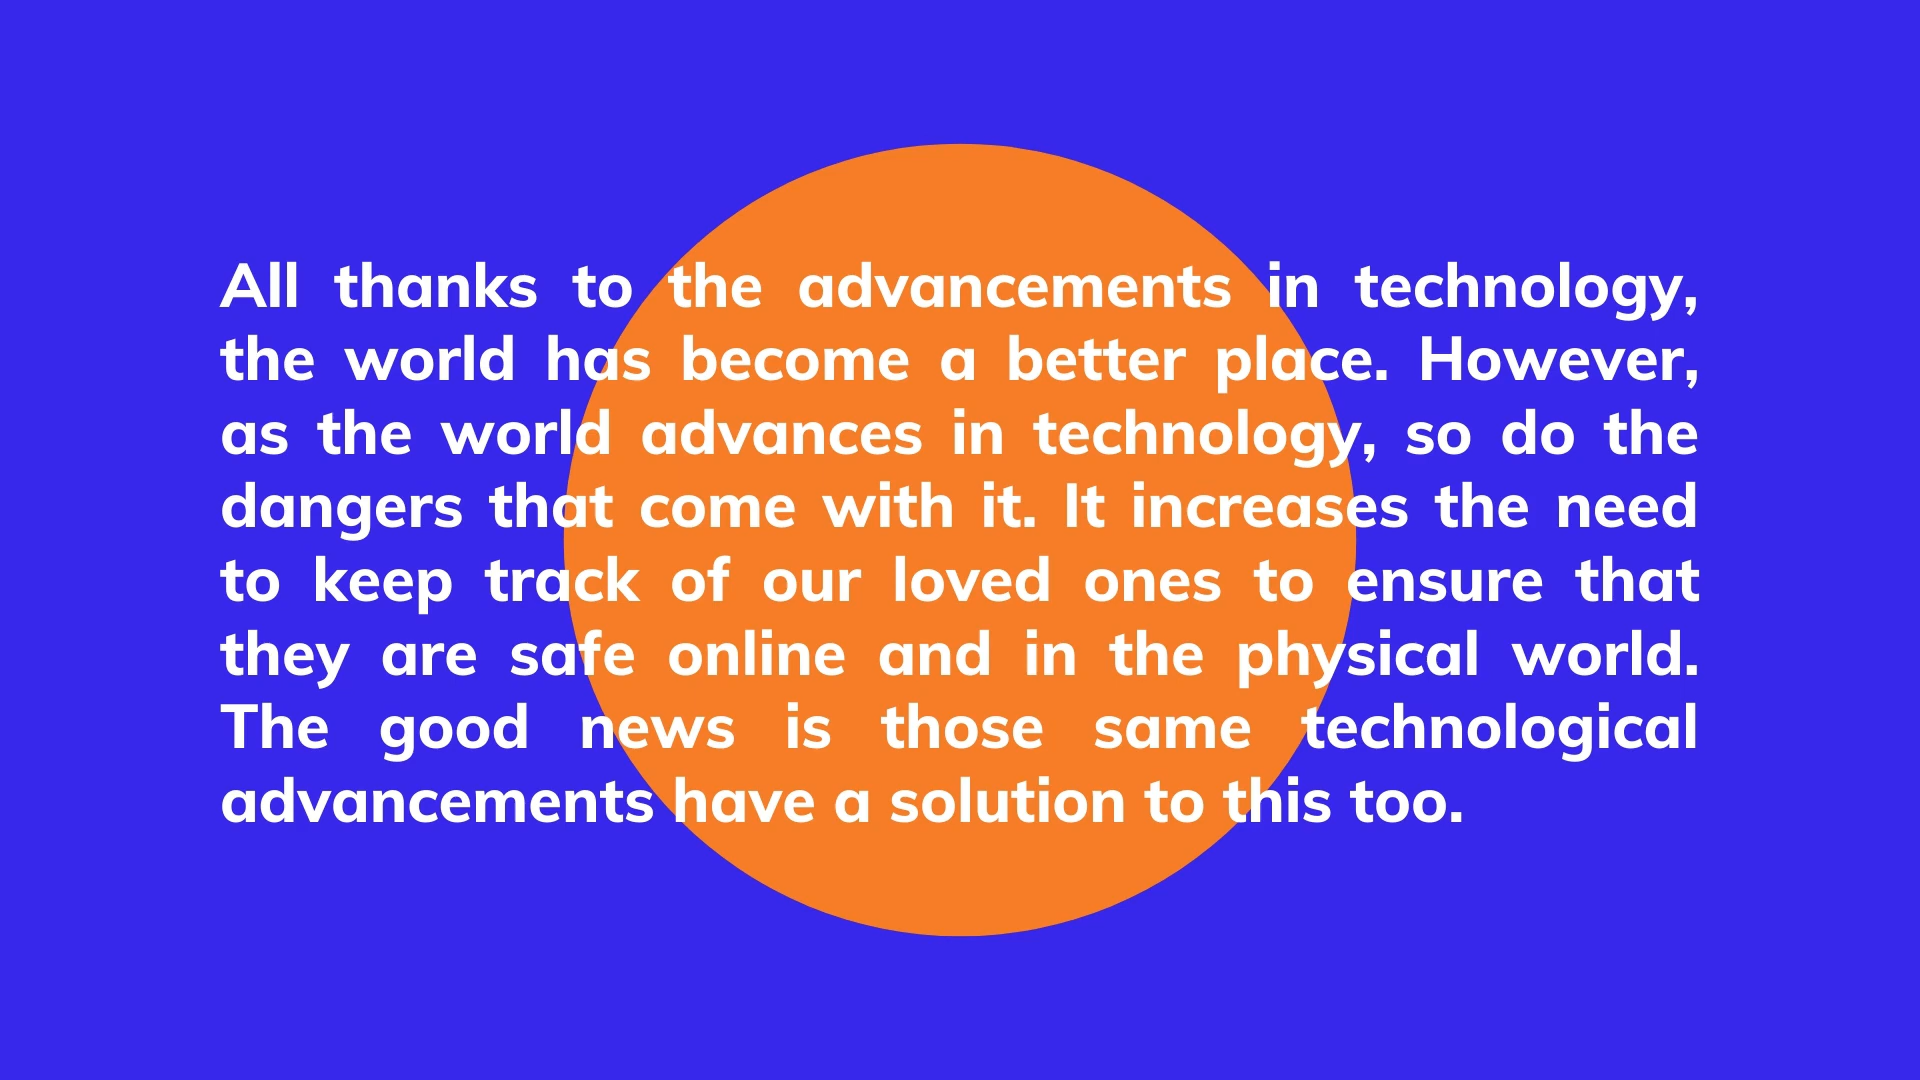 All thanks to the advancements in technology,
the world has become a better place. However,
as the world advances in technology, so do the
dangers that come with it. It increases the need
to keep track of our loved ones to ensure that
they are safe online and in the physical world.
The good news is those same technological
advancements have a solution to this too.